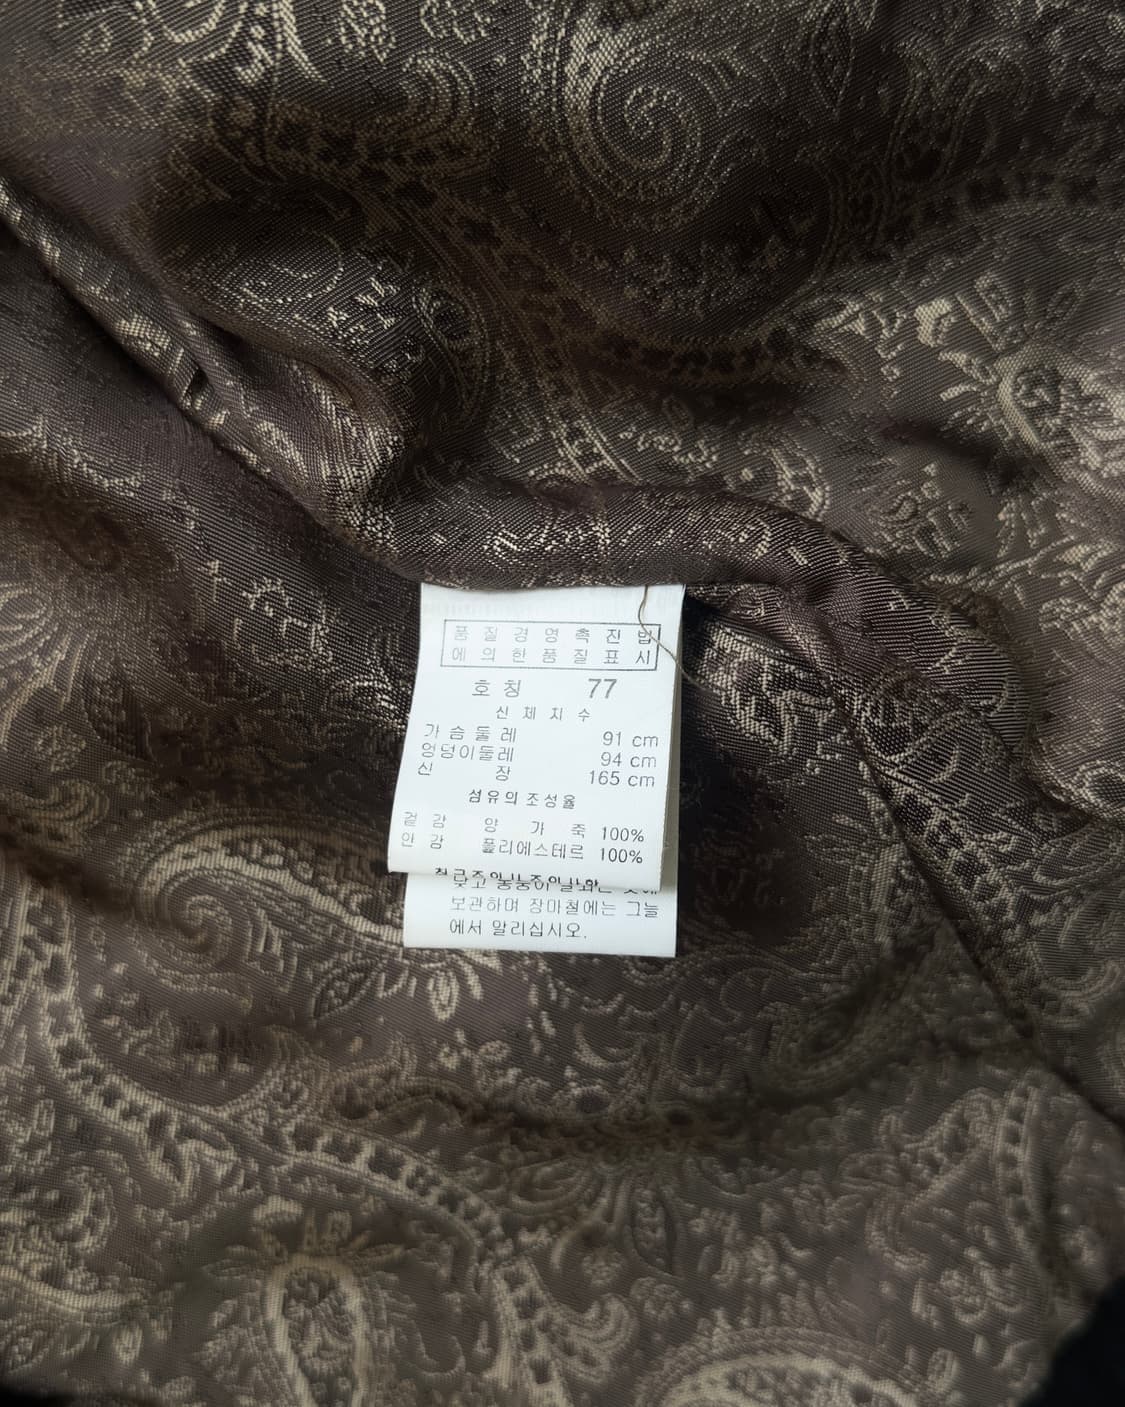 품 질 경 영 촉 진 법
에 의 한 품 질 표 시
호 칭 77
신 체 치 수
가 슴 둘 레 91 cm
엉덩이둘레 94 cm
신 장 165 cm
섬유의 조성율
겉 감 양 가 죽 100%
안 감 폴리에스테르 100%
보관하며 장마철에는 그늘
에서 말리십시오.